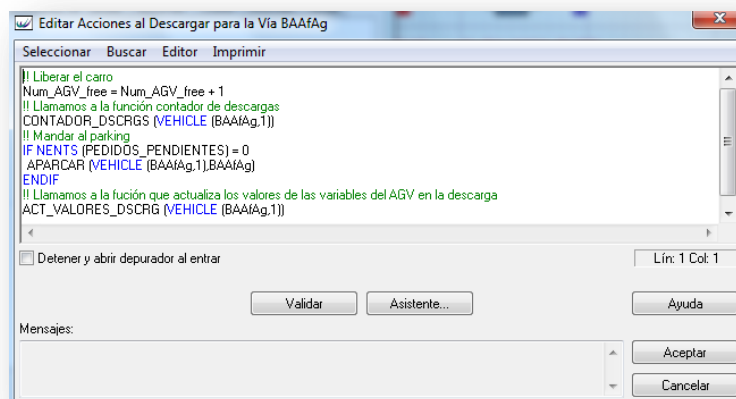 Editar Acciones al Descargar para la Vía BAAfAg
Seleccionar Buscar Editor Imprimir
!! Liberar el carro
Num_AGV_free = Num_AGV_free + 1
!! Llamamos a la función contador de descargas
CONTADOR_DSCRGS (VEHICLE (BAAfAg,1))
!! Mandar al parking
IF NENTS (PEDIDOS_PENDIENTES) = 0
APARCAR (VEHICLE (BAAfAg,1),BAAfAg)
ENDIF
!! Llamamos a la fución que actualiza los valores de las variables del AGV en la descarga
ACT_VALORES_DSCRG (VEHICLE (BAAfAg,1))
Detener y abrir depurador al entrar
Lín: 1 Col: 1
Validar Asistente... Ayuda
Mensajes:
Aceptar
Cancelar